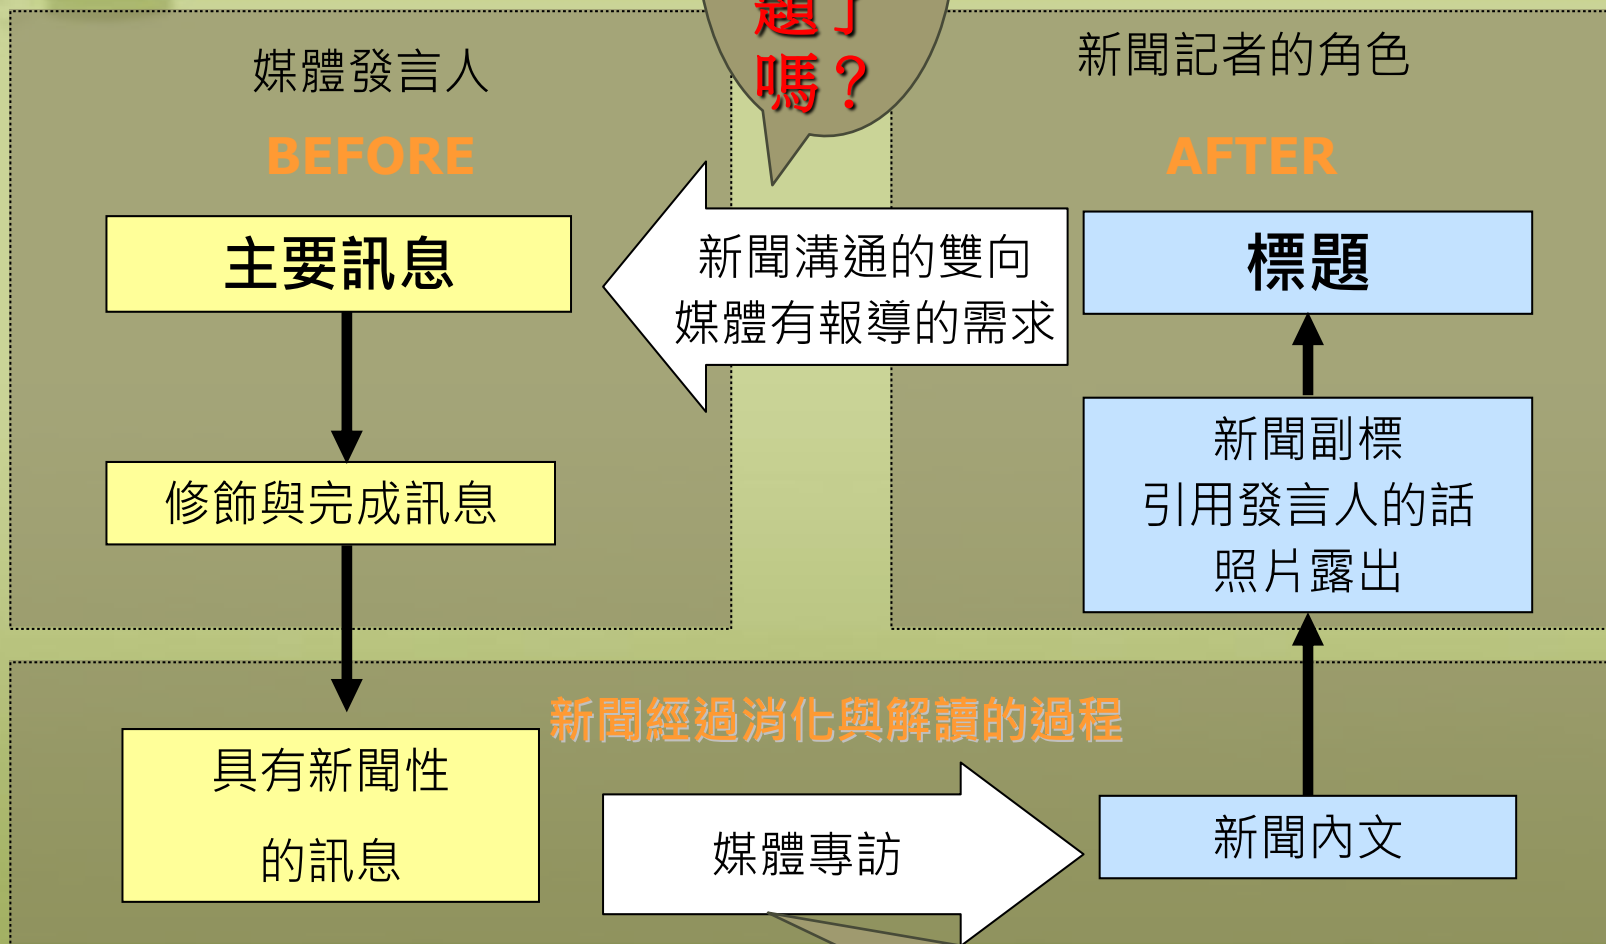 題了
嗎？
媒體發言人
BEFORE
主要訊息
修飾與完成訊息
具有新聞性
的訊息
新聞記者的角色
AFTER
標題
新聞溝通的雙向
媒體有報導的需求
新聞副標
引用發言人的話
照片露出
新聞經過消化與解讀的過程
媒體專訪
新聞內文